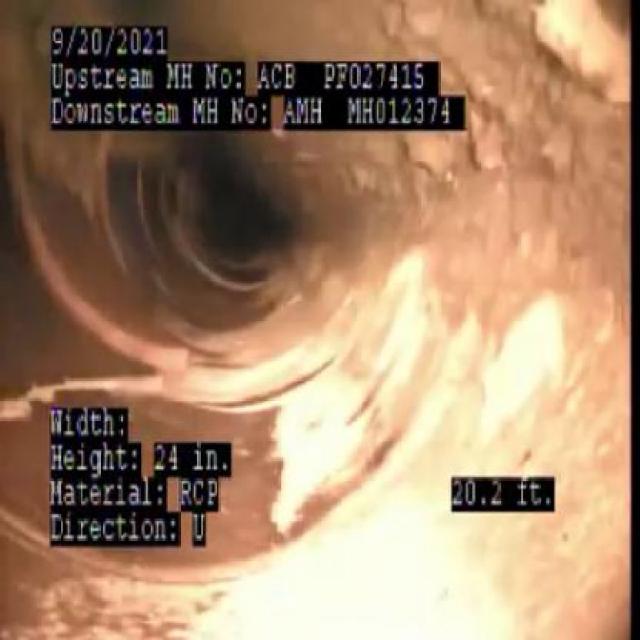 9/20/2021
Upstream MH No: ACB PF027415
Downstream MH No: AMH MH012374
Width:
Height: 24 in.
Material: RCP
Direction: U
20.2 ft.